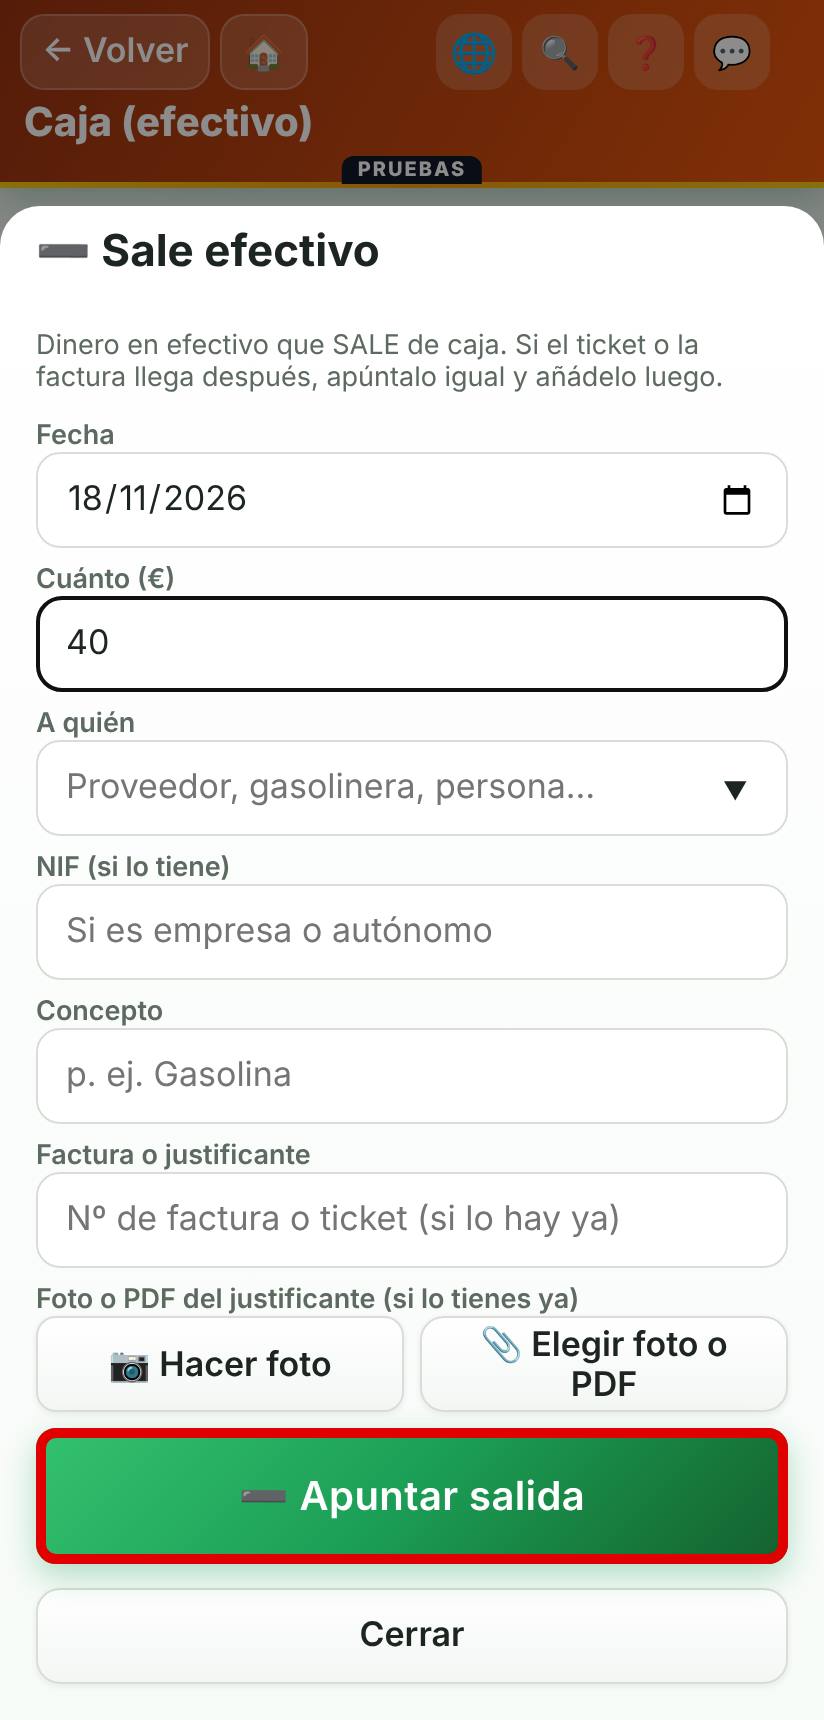 ← Volver
Caja (efectivo)
PRUEBAS
➖ Sale efectivo
Dinero en efectivo que SALE de caja. Si el ticket o la
factura llega después, apúntalo igual y añádelo luego.
Fecha
18/11/2026
Cuánto (€)
40
A quién
Proveedor, gasolinera, persona...
NIF (si lo tiene)
Si es empresa o autónomo
Concepto
p. ej. Gasolina
Factura o justificante
Nº de factura o ticket (si lo hay ya)
Foto o PDF del justificante (si lo tienes ya)
📷 Hacer foto
📎 Elegir foto o
PDF
➖ Apuntar salida
Cerrar